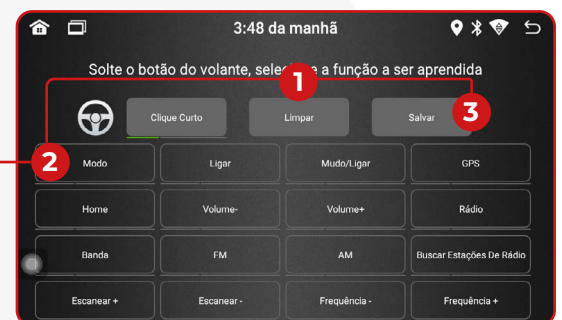 3:48 da manhã
Solte o botão do volante, a função a ser aprendida
1
Clique Curto
Limpar
Salvar
3
2
Modo
Ligar
Mudo/Ligar
GPS
Home
Volume-
Volume+
Rádio
Banda
FM
AM
Buscar Estações De Rádio
Escanear +
Escanear -
Frequência -
Frequência +